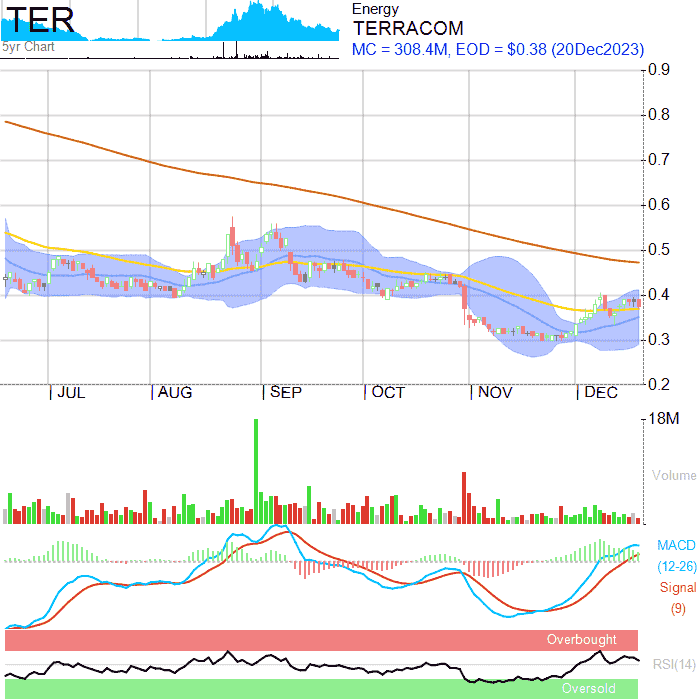 TER
5yr Chart
Energy
TERRACOM
MC = 308.4M, EOD = $0.38 (20Dec2023)
0.9
0.8
0.7
0.6
0.5
0.4
0.3
0.2
JUL AUG SEP OCT NOV DEC
18M
Volume
MACD
(12-26)
Signal
(9)
Overbought
RSI(14)
Oversold